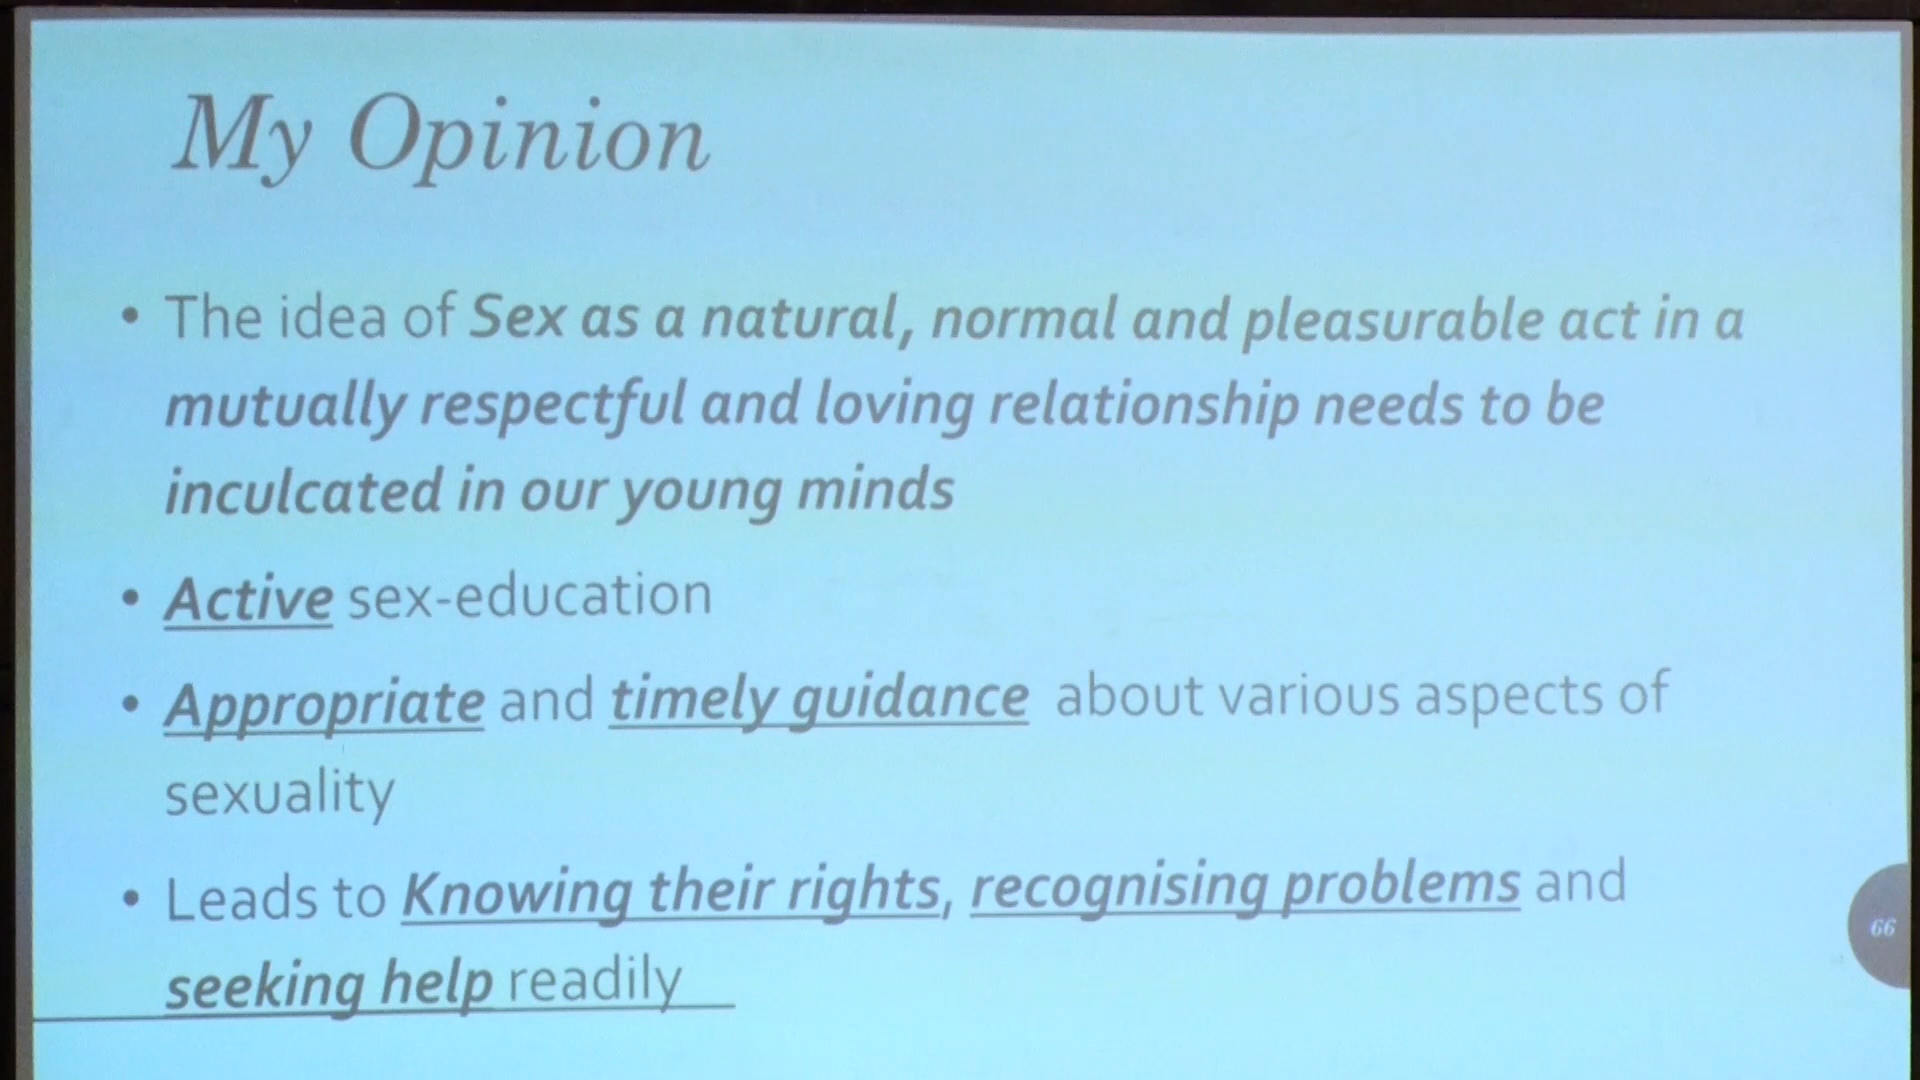 My Opinion
• The idea of Sex as a natural, normal and pleasurable act in a
mutually respectful and loving relationship needs to be
inculcated in our young minds
• Active sex-education
• Appropriate and timely guidance about various aspects of
sexuality
• Leads to Knowing their rights, recognising problems and
seeking help readily
66